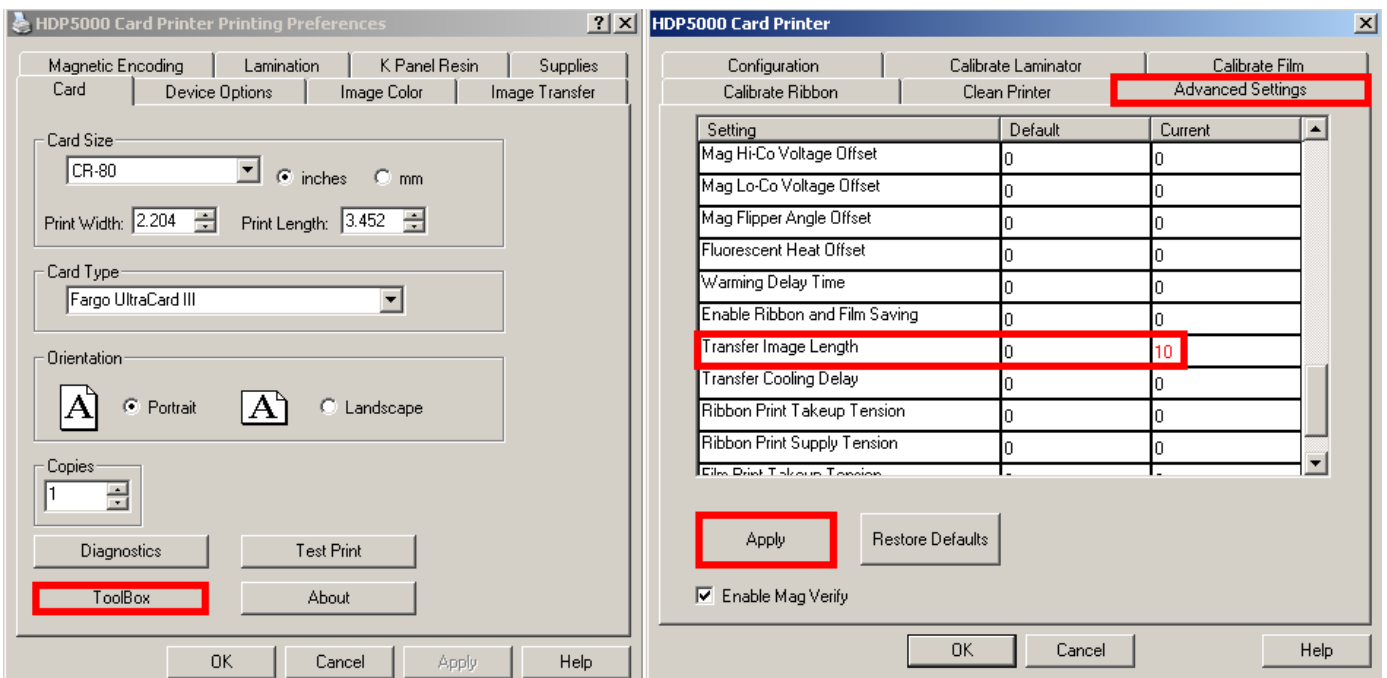 HDP5000 Card Printer Printing Preferences
Magnetic Encoding Lamination K Panel Resin Supplies
Card Device Options Image Color Image Transfer
Card Size
CR-80 inches mm
Print Width: 2.204 Print Length: 3.452
Card Type
Fargo UltraCard III
Orientation
A Portrait A Landscape
Copies
1
Diagnostics Test Print
ToolBox About
OK Cancel Apply Help
HDP5000 Card Printer
Configuration Calibrate Laminator Calibrate Film
Calibrate Ribbon Clean Printer Advanced Settings
Setting Default Current
Mag Hi-Co Voltage Offset 0 0
Mag Lo-Co Voltage Offset 0 0
Mag Flipper Angle Offset 0 0
Fluorescent Heat Offset 0 0
Warming Delay Time 0 0
Enable Ribbon and Film Saving 0 0
Transfer Image Length 0 10
Transfer Cooling Delay 0 0
Ribbon Print Takeup Tension 0 0
Ribbon Print Supply Tension 0 0
Film Print Takeup Tension
Apply Restore Defaults
Enable Mag Verify
OK Cancel Help